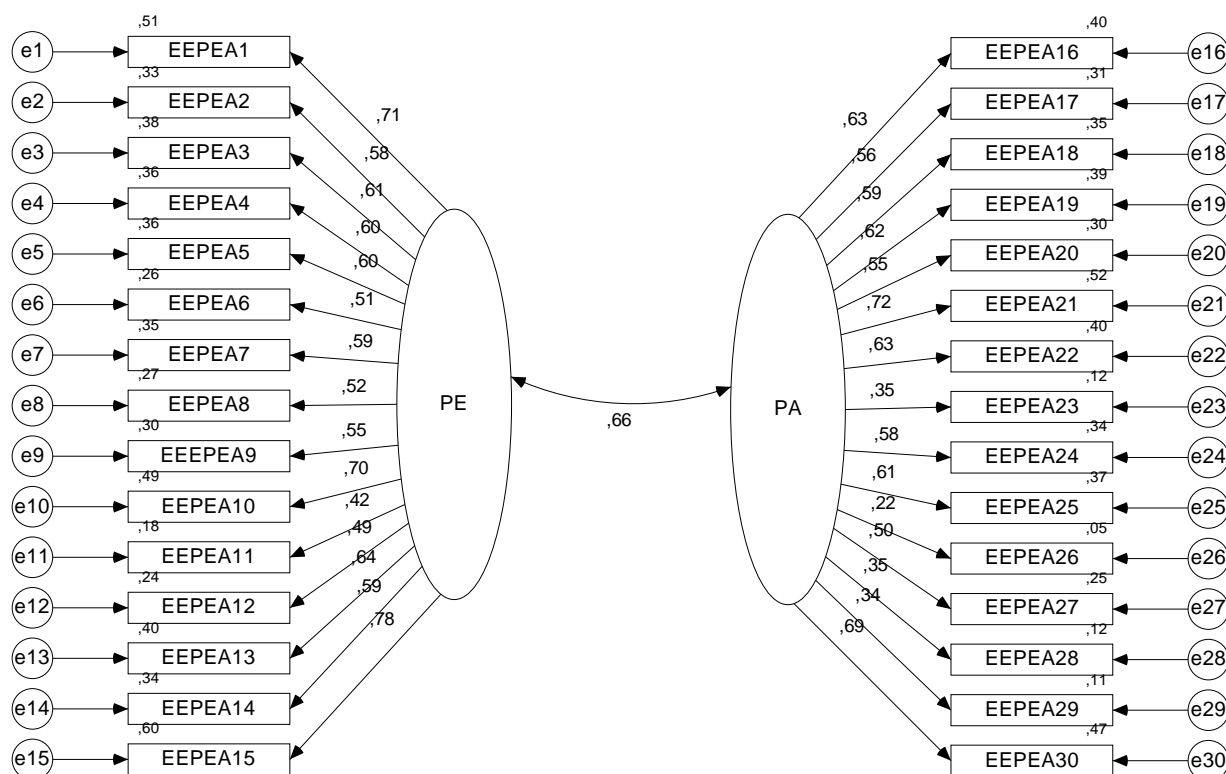 ,51
e1 EEPEA1
,33
e2 EEPEA2
,38
e3 EEPEA3
,36
e4 EEPEA4
,36
e5 EEPEA5
,26
e6 EEPEA6
,35
e7 EEPEA7
,27
e8 EEPEA8
,30
e9 EEEPEA9
,49
e10 EEPEA10
,18
e11 EEPEA11
,24
e12 EEPEA12
,40
e13 EEPEA13
,34
e14 EEPEA14
,60
e15 EEPEA15
,71
,58
,61
,60
,60
,51
,59
,52
,55
,70
,42
,49
,64
,59
,78
PE
,66
PA
,63
,56
,59
,62
,55
,72
,63
,35
,58
,61
,22
,50
,35
,34
,69
,40
EEPEA16 e16
,31
EEPEA17 e17
,35
EEPEA18 e18
,39
EEPEA19 e19
,30
EEPEA20 e20
,52
EEPEA21 e21
,40
EEPEA22 e22
,12
EEPEA23 e23
,34
EEPEA24 e24
,37
EEPEA25 e25
,05
EEPEA26 e26
,25
EEPEA27 e27
,12
EEPEA28 e28
,11
EEPEA29 e29
,47
EEPEA30 e30